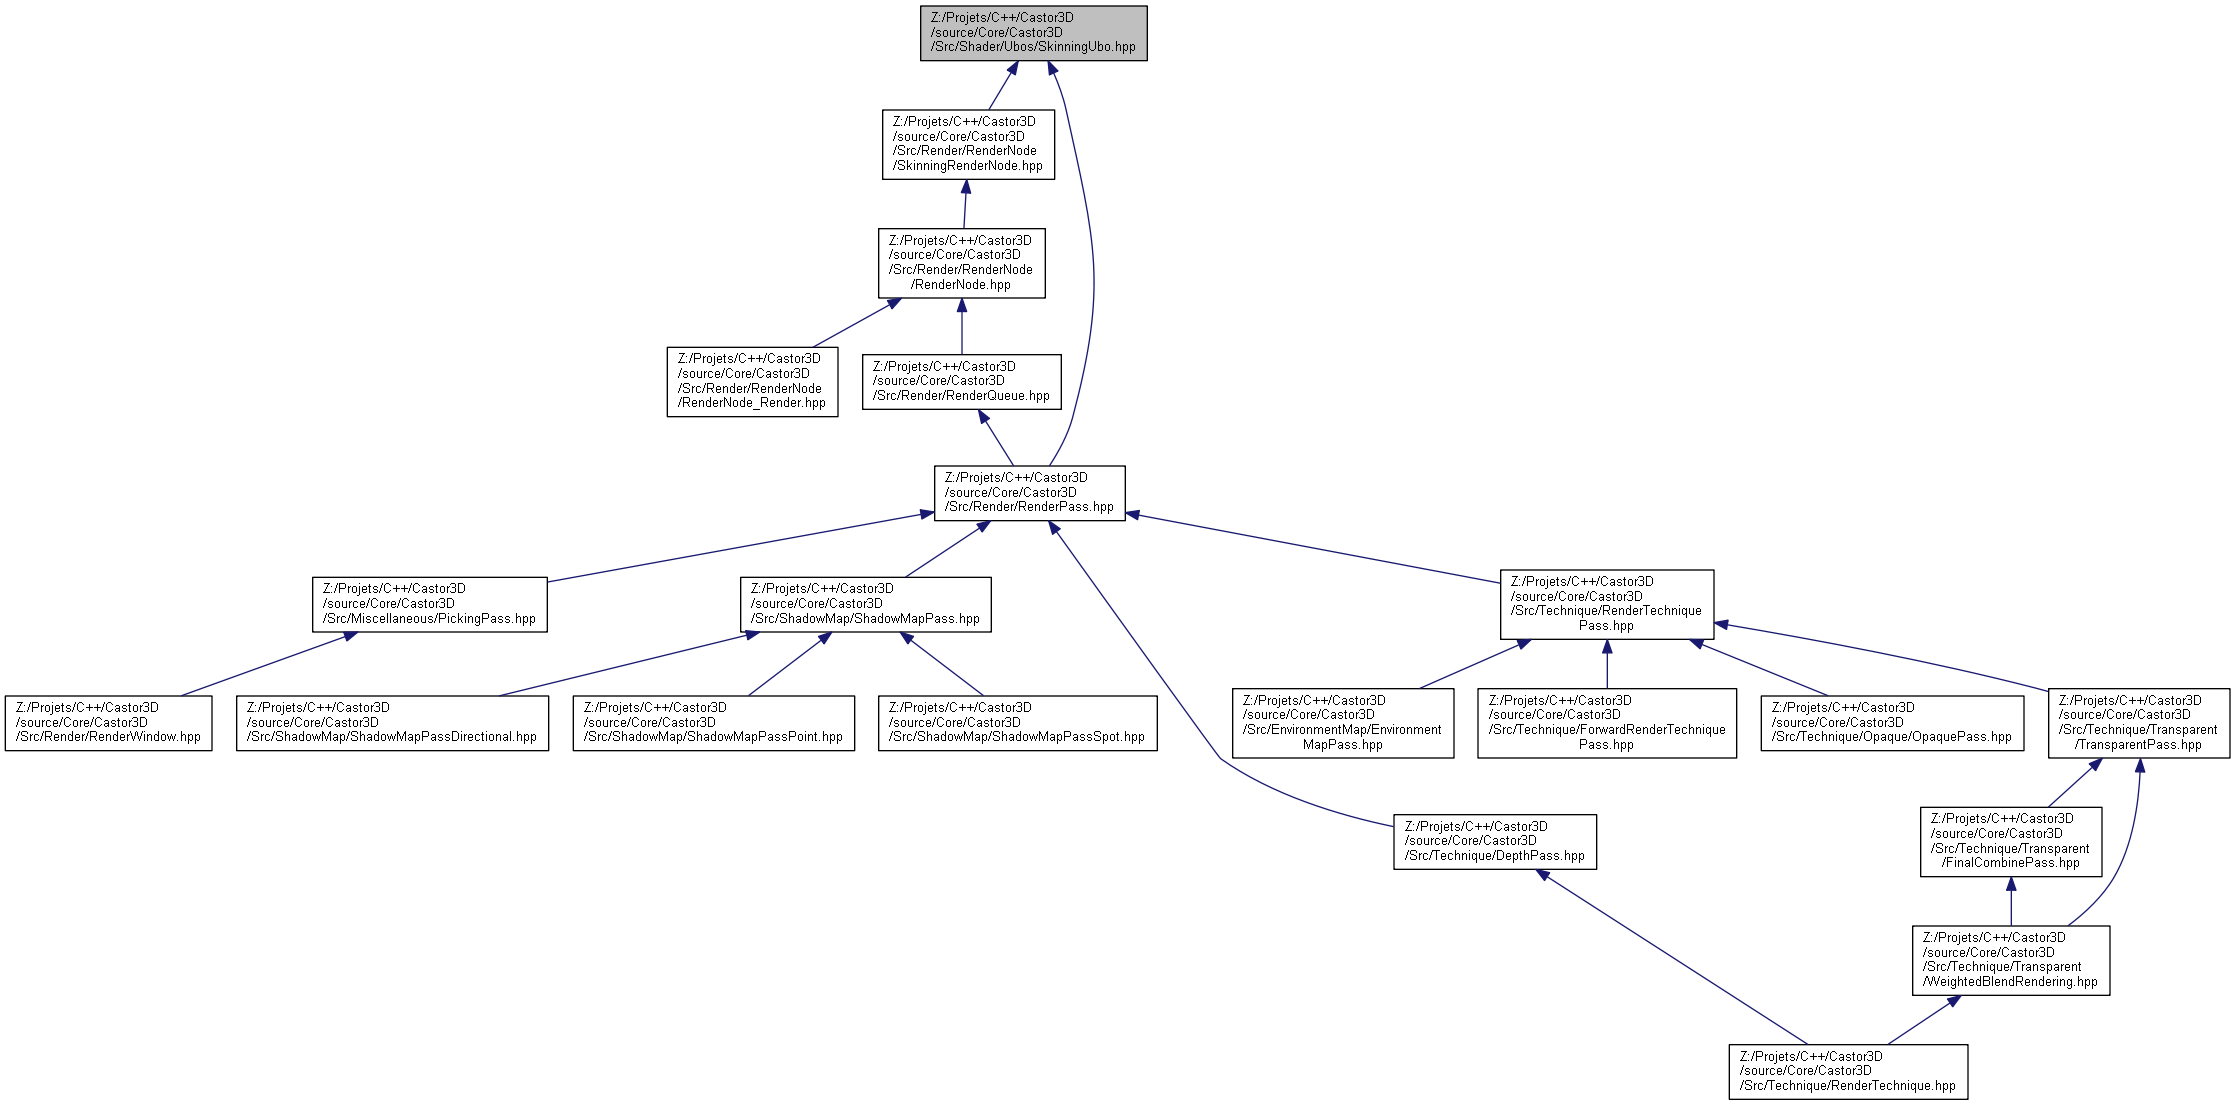 Z:/Projets/C++/Castor3D
/source/Core/Castor3D
/Src/Shader/Ubos/SkinningUbo.hpp
Z:/Projets/C++/Castor3D
/source/Core/Castor3D
/Src/Render/RenderNode
/SkinningRenderNode.hpp
Z:/Projets/C++/Castor3D
/source/Core/Castor3D
/Src/Render/RenderNode
/RenderNode.hpp
Z:/Projets/C++/Castor3D
/source/Core/Castor3D
/Src/Render/RenderNode
/RenderNode_Render.hpp
Z:/Projets/C++/Castor3D
/source/Core/Castor3D
/Src/Render/RenderQueue.hpp
Z:/Projets/C++/Castor3D
/source/Core/Castor3D
/Src/Render/RenderPass.hpp
Z:/Projets/C++/Castor3D
/source/Core/Castor3D
/Src/Miscellaneous/PickingPass.hpp
Z:/Projets/C++/Castor3D
/source/Core/Castor3D
/Src/ShadowMap/ShadowMapPass.hpp
Z:/Projets/C++/Castor3D
/source/Core/Castor3D
/Src/Technique/RenderTechnique
Pass.hpp
Z:/Projets/C++/Castor3D
/source/Core/Castor3D
/Src/Render/RenderWindow.hpp
Z:/Projets/C++/Castor3D
/source/Core/Castor3D
/Src/ShadowMap/ShadowMapPassDirectional.hpp
Z:/Projets/C++/Castor3D
/source/Core/Castor3D
/Src/ShadowMap/ShadowMapPassPoint.hpp
Z:/Projets/C++/Castor3D
/source/Core/Castor3D
/Src/ShadowMap/ShadowMapPassSpot.hpp
Z:/Projets/C++/Castor3D
/source/Core/Castor3D
/Src/EnvironmentMap/Environment
MapPass.hpp
Z:/Projets/C++/Castor3D
/source/Core/Castor3D
/Src/Technique/ForwardRenderTechnique
Pass.hpp
Z:/Projets/C++/Castor3D
/source/Core/Castor3D
/Src/Technique/Opaque/OpaquePass.hpp
Z:/Projets/C++/Castor3D
/source/Core/Castor3D
/Src/Technique/Transparent
/TransparentPass.hpp
Z:/Projets/C++/Castor3D
/source/Core/Castor3D
/Src/Technique/DepthPass.hpp
Z:/Projets/C++/Castor3D
/source/Core/Castor3D
/Src/Technique/Transparent
/FinalCombinePass.hpp
Z:/Projets/C++/Castor3D
/source/Core/Castor3D
/Src/Technique/Transparent
/WeightedBlendRendering.hpp
Z:/Projets/C++/Castor3D
/source/Core/Castor3D
/Src/Technique/RenderTechnique.hpp